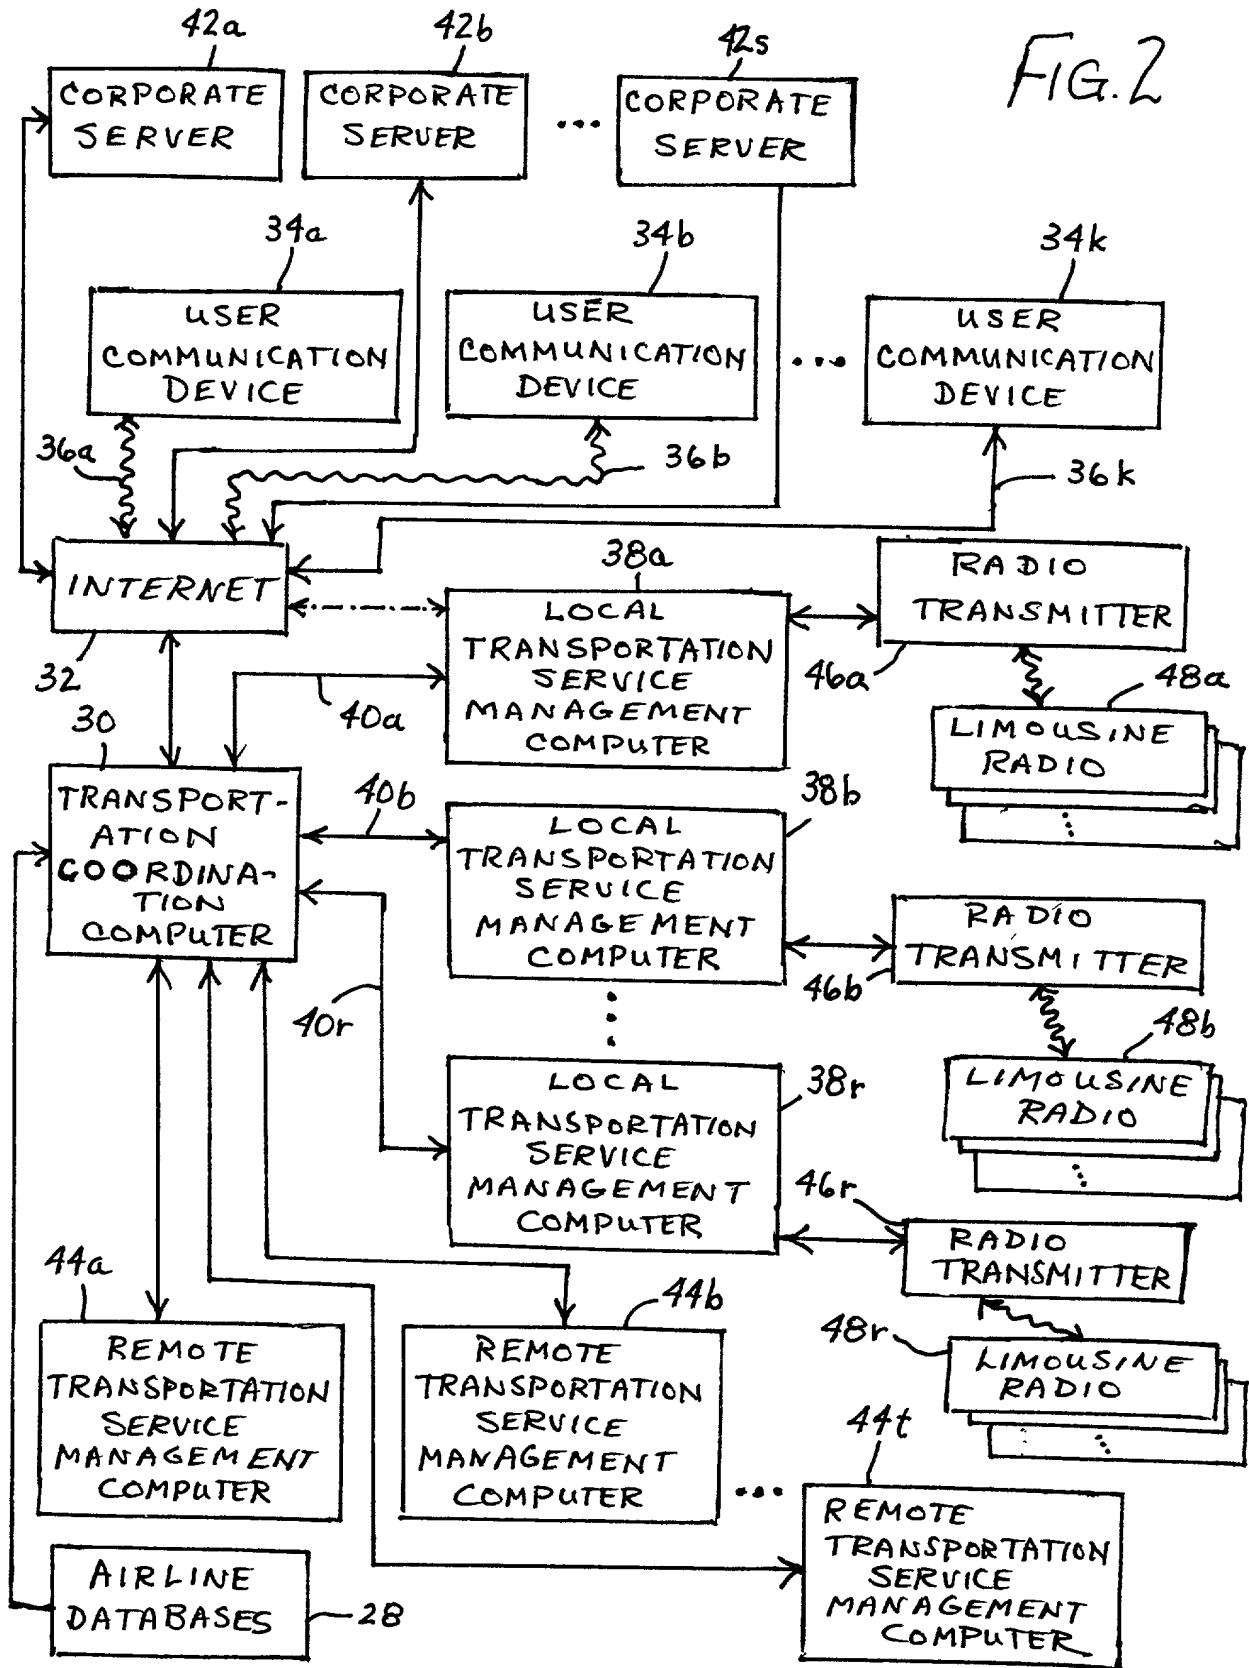 FIG. 2
42a
42b
42s
CORPORATE
SERVER
CORPORATE
SERVER
CORPORATE
SERVER
34a
34b
34k
USER
COMMUNICATION
DEVICE
USER
COMMUNICATION
DEVICE
USER
COMMUNICATION
DEVICE
36a
36b
36k
INTERNET
32
38a
LOCAL
TRANSPORTATION
SERVICE
MANAGEMENT
COMPUTER
RADIO
TRANSMITTER
46a
48a
LIMOUSINE
RADIO
40a
30
TRANSPORT-
ATION
COORDINA-
TION
COMPUTER
40b
38b
LOCAL
TRANSPORTATION
SERVICE
MANAGEMENT
COMPUTER
RADIO
TRANSMITTER
46b
48b
LIMOUSINE
RADIO
40r
38r
LOCAL
TRANSPORTATION
SERVICE
MANAGEMENT
COMPUTER
46r
RADIO
TRANSMITTER
48r
LIMOUSINE
RADIO
44a
REMOTE
TRANSPORTATION
SERVICE
MANAGEMENT
COMPUTER
44b
REMOTE
TRANSPORTATION
SERVICE
MANAGEMENT
COMPUTER
44t
REMOTE
TRANSPORTATION
SERVICE
MANAGEMENT
COMPUTER
AIRLINE
DATABASES
28